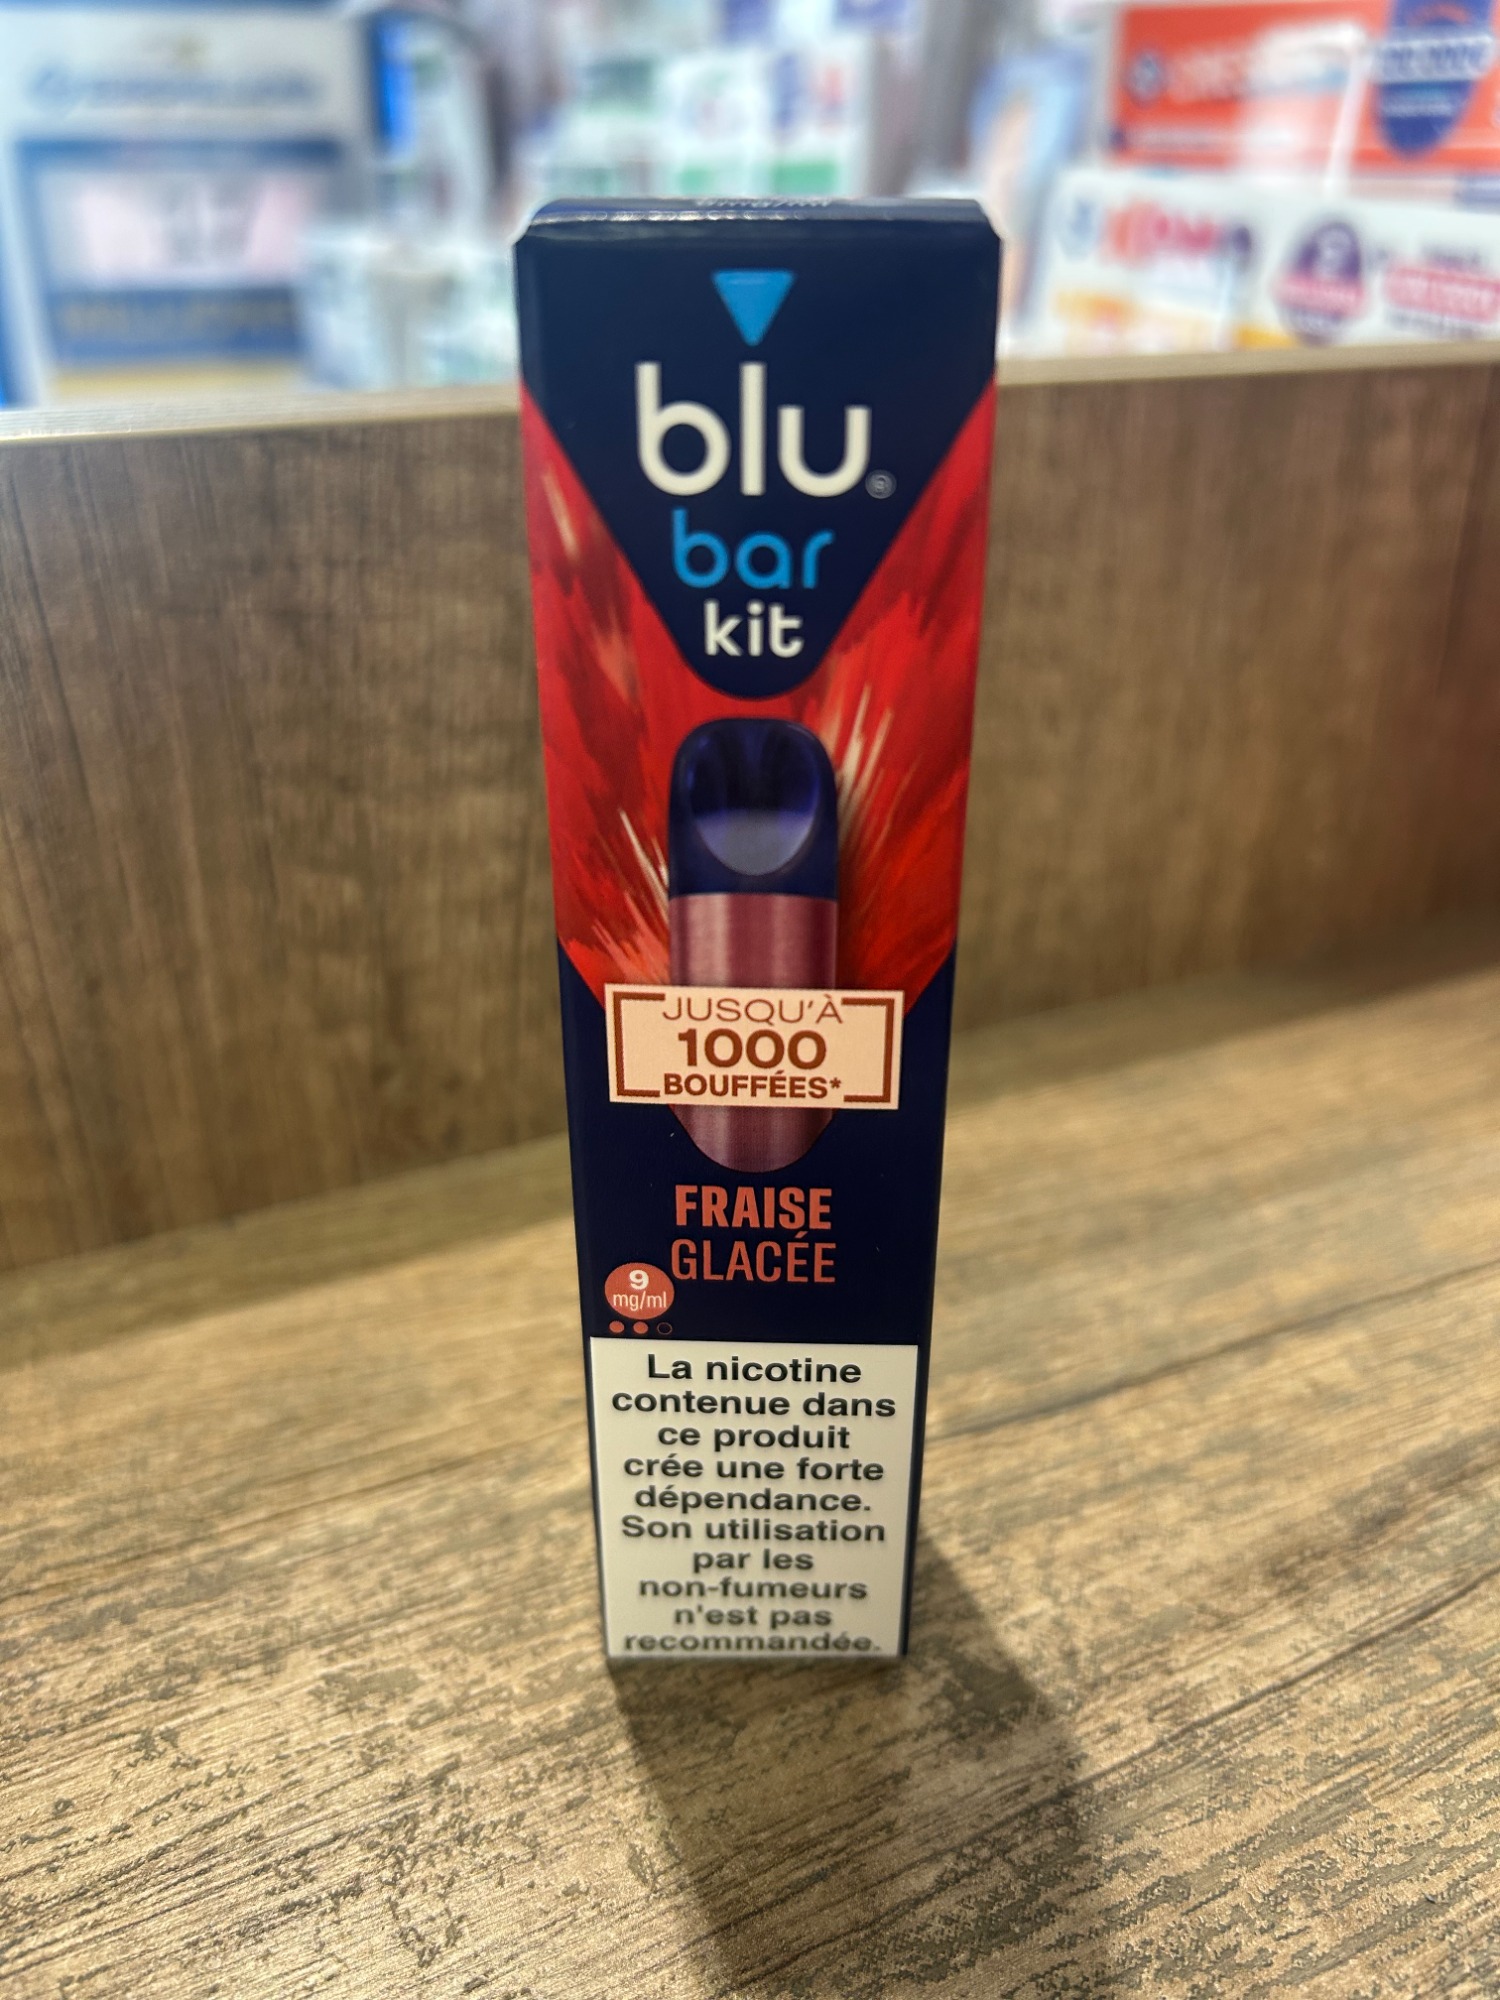 blu®
bar
kit
JUSQU'À
1000
BOUFFÉES*
FRAISE
GLACÉE
9
mg/ml
La nicotine
contenue dans
ce produit
crée une forte
dépendance.
Son utilisation
par les
non-fumeurs
n'est pas
recommandée.